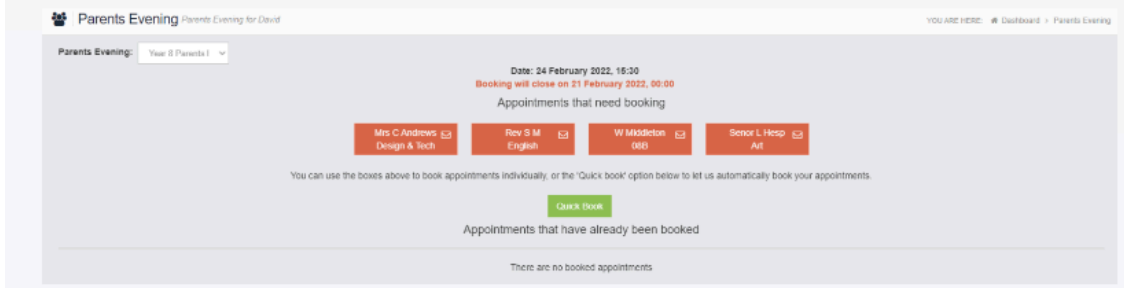 Parents Evening Parents Evening for David
YOU ARE HERE: Dashboard > Parents Evening
Parents Evening: Year 8 Parents I
Date: 24 February 2022, 15:30
Booking will close on 21 February 2022, 00:00
Appointments that need booking
Mrs C Andrews
Design & Tech
Rev S M
English
W Middleton
08B
Senor L Hesp
Art
You can use the boxes above to book appointments individually, or the 'Quick book' option below to let us automatically book your appointments.
Quick Book
Appointments that have already been booked
There are no booked appointments